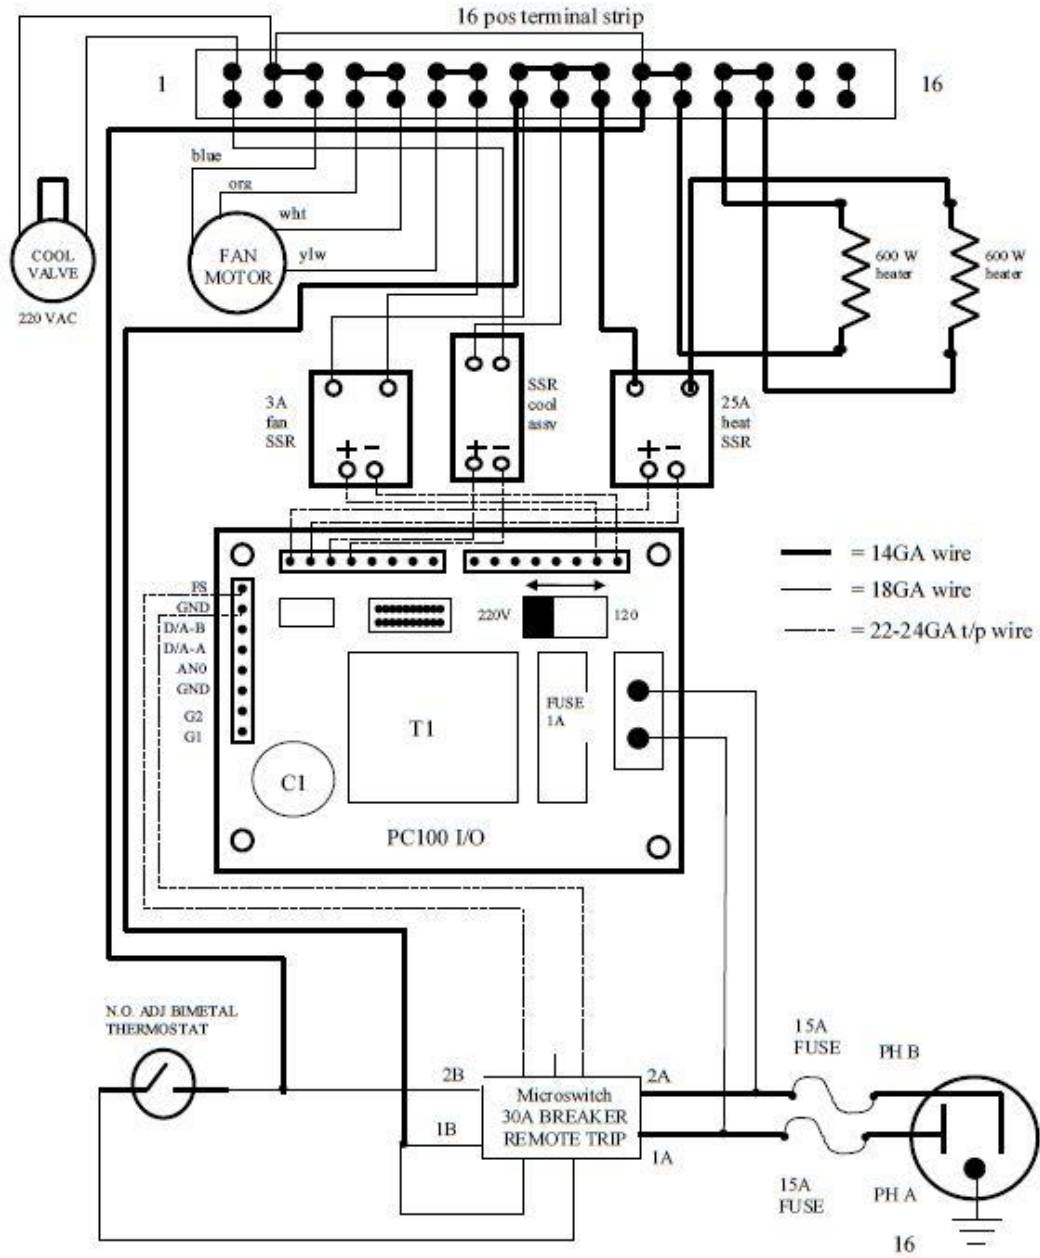 16 pos terminal strip
1
16
blue
org
wht
ylw
COOL
VALVE
220 VAC
FAN
MOTOR
600 W
heater
600 W
heater
3A
fan
SSR
+ −
SSR
cool
assy
+ −
25A
heat
SSR
+ −
= 14GA wire
= 18GA wire
= 22-24GA t/p wire
FS
GND
D/A-B
D/A-A
AN0
GND
G2
G1
220V
120
FUSE
1A
T1
C1
PC100 I/O
N.O. ADJ BIMETAL
THERMOSTAT
2B
1B
Microswitch
30A BREAKER
REMOTE TRIP
2A
1A
15A
FUSE
PH B
15A
FUSE
PH A
16